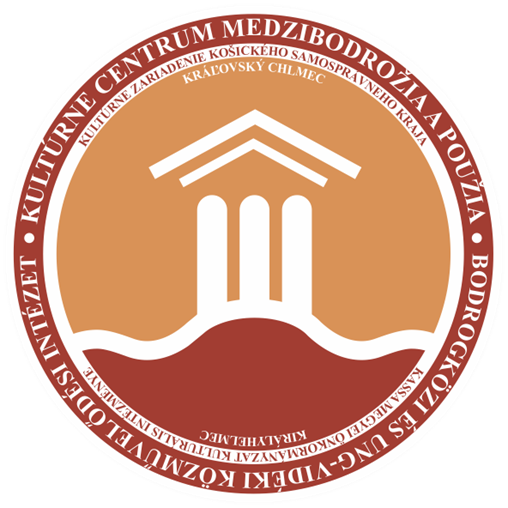 KULTÚRNE CENTRUM MEDZIBODROŽIA A POUŽIA
KULTÚRNE ZARIADENIE KOŠICKÉHO SAMOSPRÁVNEHO KRAJA
KRÁĽOVSKÝ CHLMEC
• BODROGKÖZI ÉS UNG-VIDÉKI KÖZMŰVELŐDÉSI INTÉZET •
KASSA MEGYEI ÖNKORMÁNYZAT KULTURÁLIS INTÉZMÉNYE
KIRÁLYHELMEC